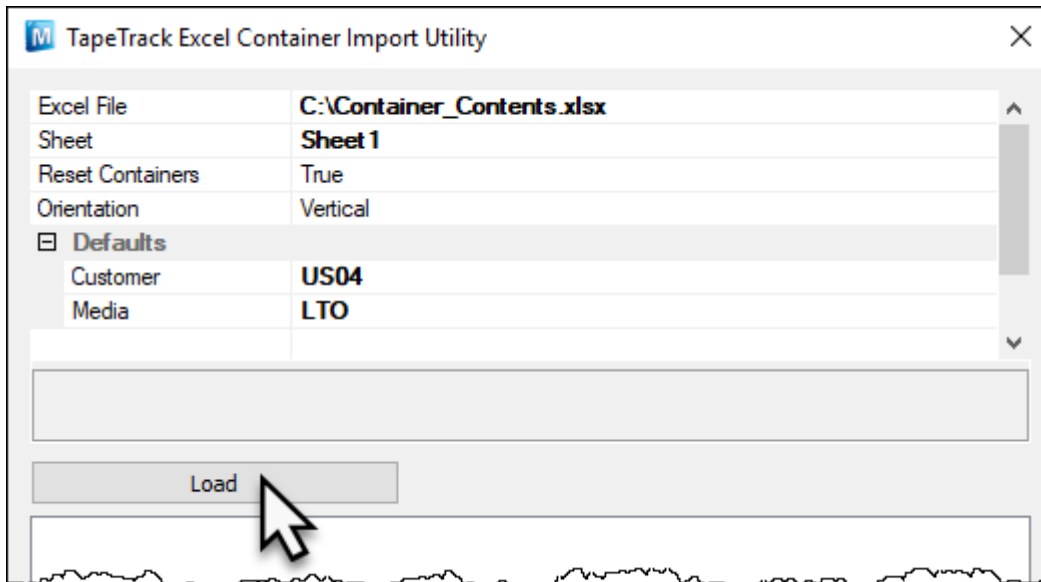 TapeTrack Excel Container Import Utility
Excel File C:\Container_Contents.xlsx
Sheet Sheet1
Reset Containers True
Orientation Vertical
Defaults
Customer US04
Media LTO
Load